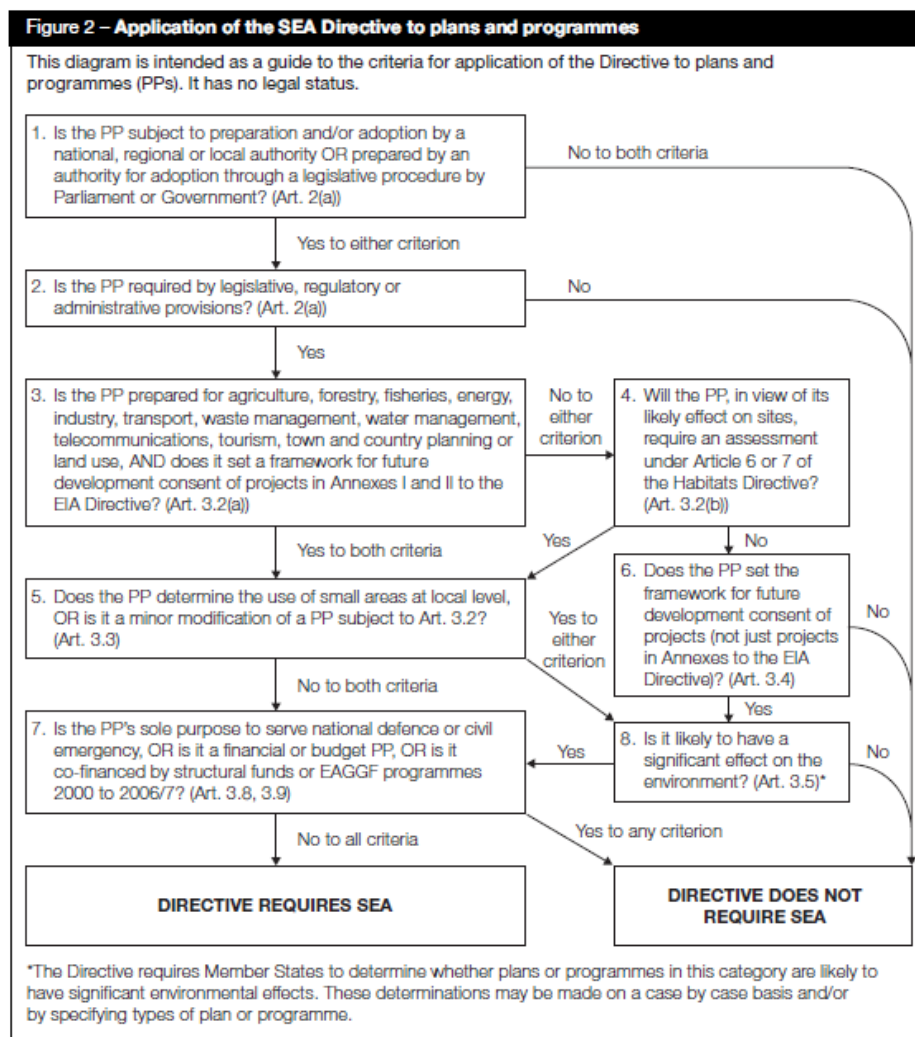 Figure 2 – Application of the SEA Directive to plans and programmes
This diagram is intended as a guide to the criteria for application of the Directive to plans and
programmes (PPs). It has no legal status.
1. Is the PP subject to preparation and/or adoption by a
national, regional or local authority OR prepared by an
authority for adoption through a legislative procedure by
Parliament or Government? (Art. 2(a))
No to both criteria
Yes to either criterion
2. Is the PP required by legislative, regulatory or
administrative provisions? (Art. 2(a))
No
Yes
3. Is the PP prepared for agriculture, forestry, fisheries, energy,
industry, transport, waste management, water management,
telecommunications, tourism, town and country planning or
land use, AND does it set a framework for future
development consent of projects in Annexes I and II to the
EIA Directive? (Art. 3.2(a))
No to
either
criterion
4. Will the PP, in view of its
likely effect on sites,
require an assessment
under Article 6 or 7 of
the Habitats Directive?
(Art. 3.2(b))
Yes to both criteria
Yes
No
5. Does the PP determine the use of small areas at local level,
OR is it a minor modification of a PP subject to Art. 3.2?
(Art. 3.3)
Yes to
either
criterion
6. Does the PP set the
framework for future
development consent of
projects (not just projects
in Annexes to the EIA
Directive)? (Art. 3.4)
No
No to both criteria
Yes
7. Is the PP's sole purpose to serve national defence or civil
emergency, OR is it a financial or budget PP, OR is it
co-financed by structural funds or EAGGF programmes
2000 to 2006/7? (Art. 3.8, 3.9)
Yes
8. Is it likely to have a
significant effect on the
environment? (Art. 3.5)*
No
No to all criteria
Yes to any criterion
DIRECTIVE REQUIRES SEA
DIRECTIVE DOES NOT
REQUIRE SEA
*The Directive requires Member States to determine whether plans or programmes in this category are likely to
have significant environmental effects. These determinations may be made on a case by case basis and/or
by specifying types of plan or programme.